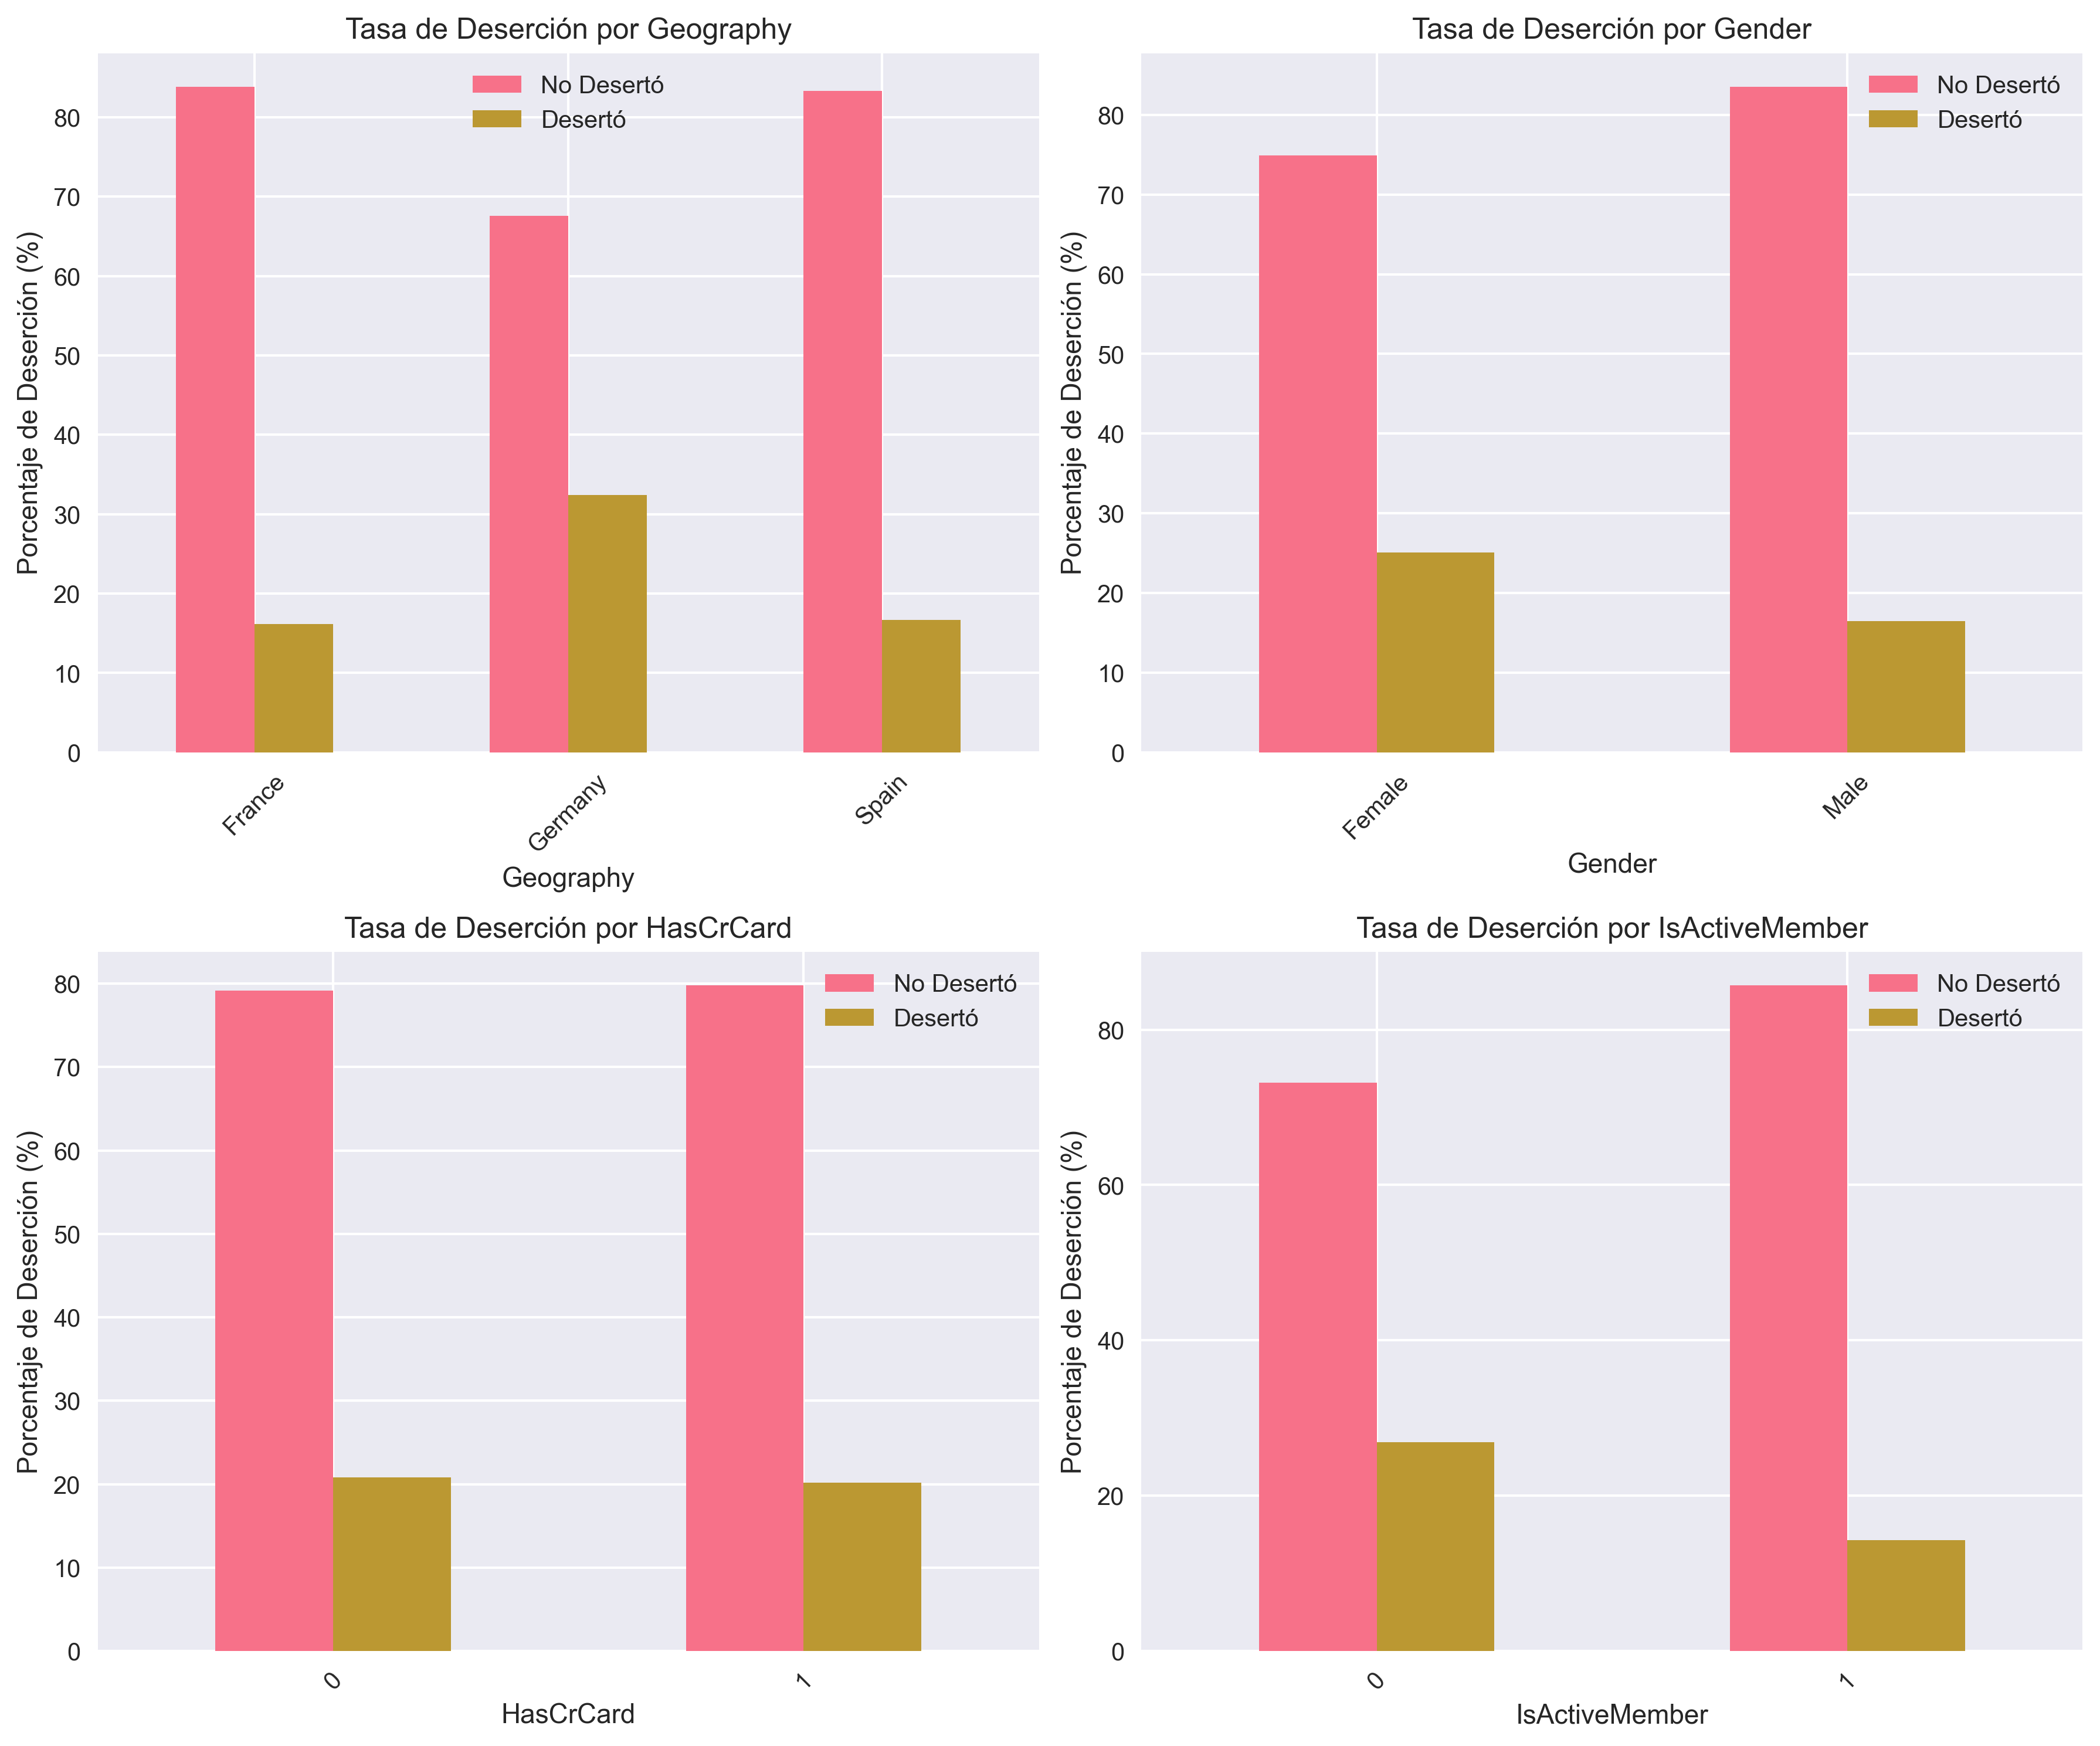 Tasa de Deserción por Geography
No Desertó
Desertó
Porcentaje de Deserción (%)
80
70
60
50
40
30
20
10
0
France
Germany
Spain
Geography
Tasa de Deserción por Gender
No Desertó
Desertó
Porcentaje de Deserción (%)
80
70
60
50
40
30
20
10
0
Female
Male
Gender
Tasa de Deserción por HasCrCard
No Desertó
Desertó
Porcentaje de Deserción (%)
80
70
60
50
40
30
20
10
0
0
1
HasCrCard
Tasa de Deserción por IsActiveMember
No Desertó
Desertó
Porcentaje de Deserción (%)
80
60
40
20
0
0
1
IsActiveMember